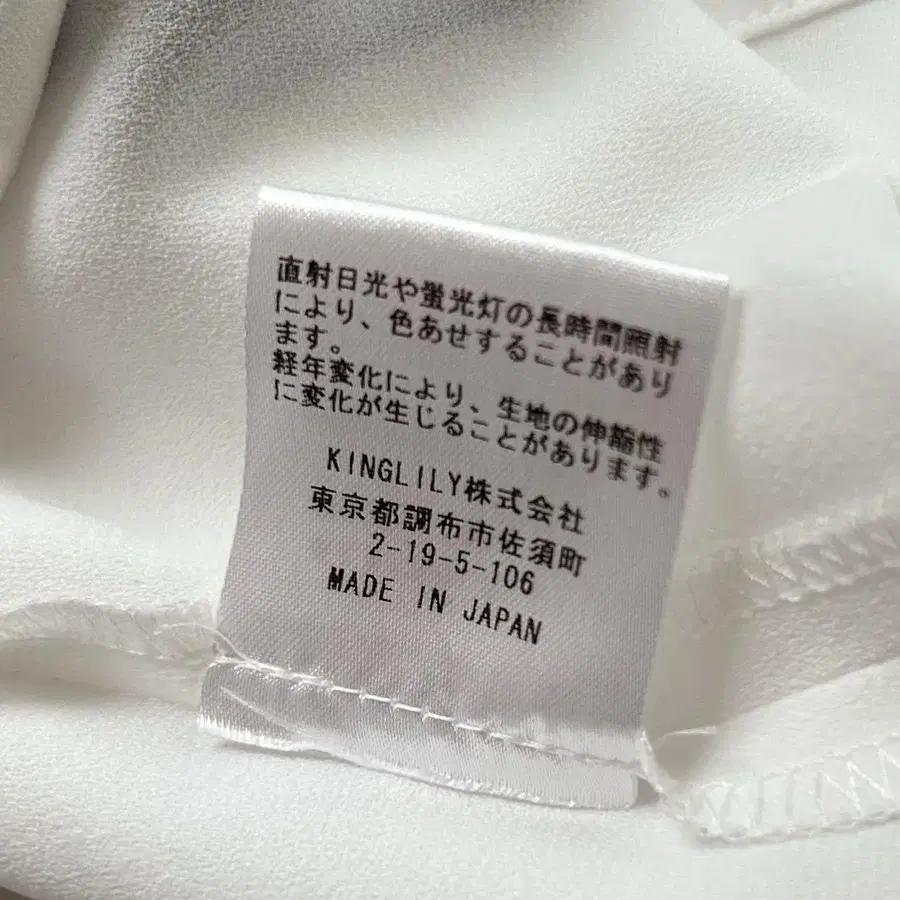 直射日光や蛍光灯の長時間照射
により、色あせすることがあり
ます。
経年変化により、生地の伸縮性
に変化が生じることがあります。
KINGLILY株式会社
東京都調布市佐須町
2-19-5-106
MADE IN JAPAN